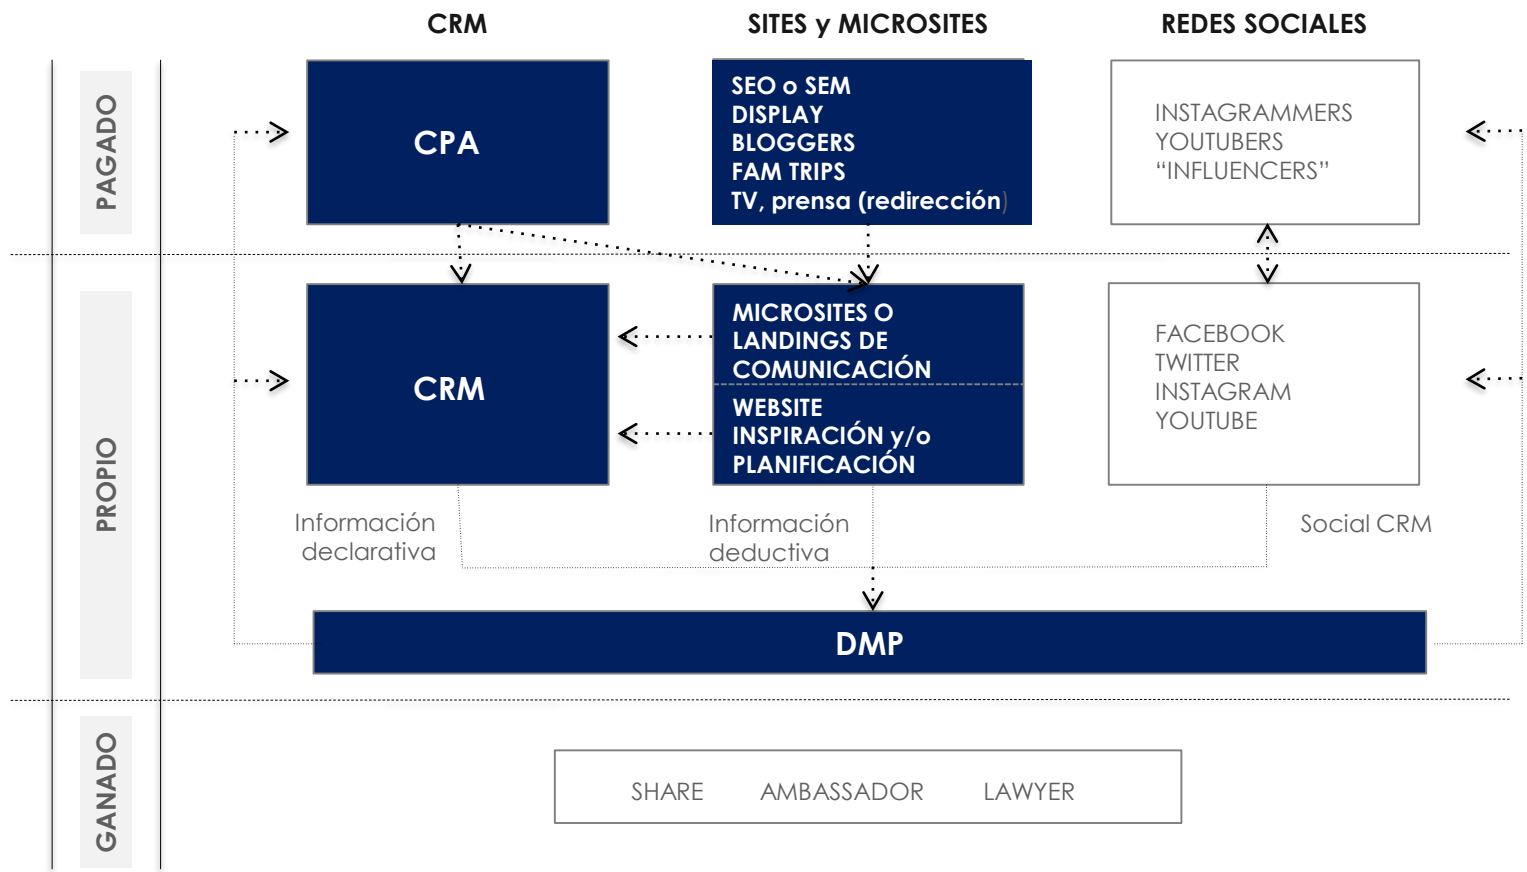 CRM
SITES y MICROSITES
REDES SOCIALES
PAGADO
CPA
SEO o SEM
DISPLAY
BLOGGERS
FAM TRIPS
TV, prensa (redirección)
INSTAGRAMMERS
YOUTUBERS
“INFLUENCERS”
PROPIO
CRM
MICROSITES O
LANDINGS DE
COMUNICACIÓN
WEBSITE
INSPIRACIÓN y/o
PLANIFICACIÓN
FACEBOOK
TWITTER
INSTAGRAM
YOUTUBE
Información
declarativa
Información
deductiva
Social CRM
DMP
GANADO
SHARE AMBASSADOR LAWYER